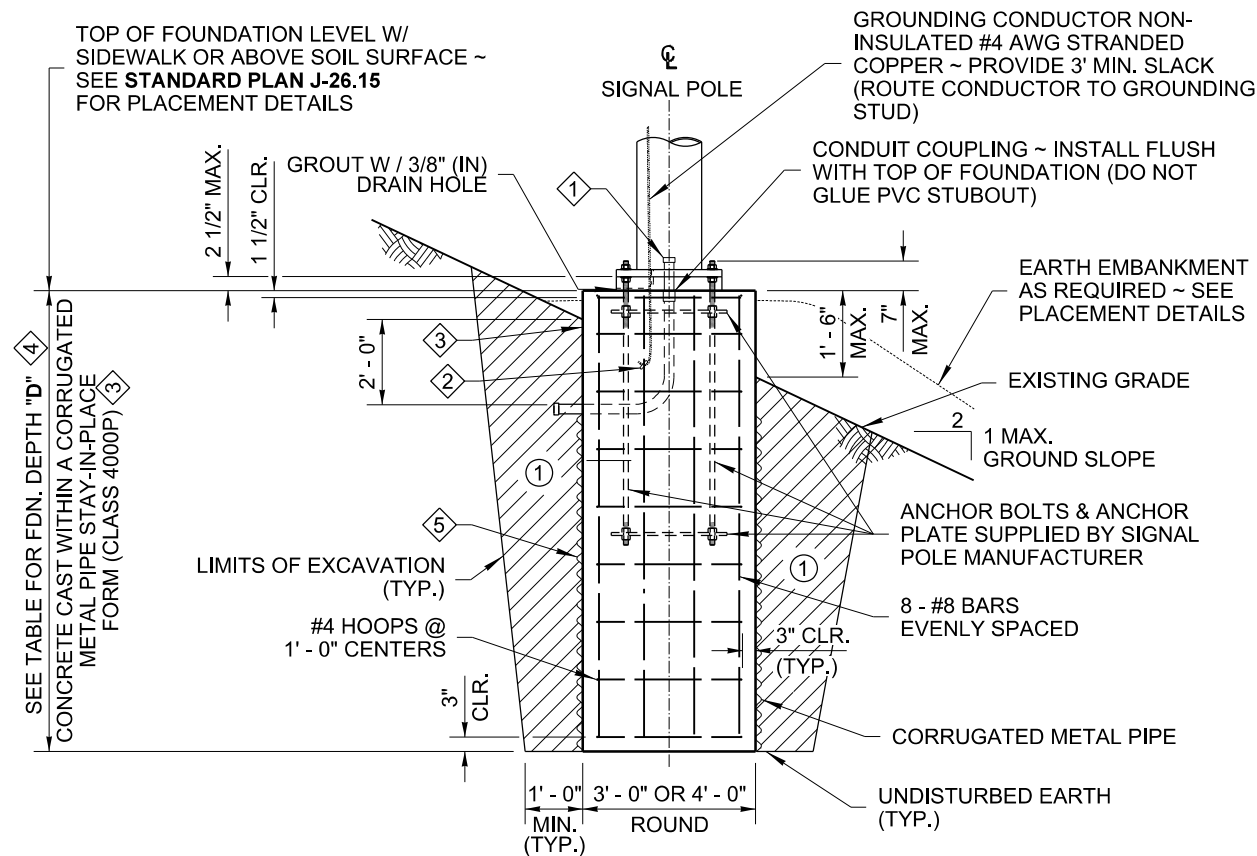 TOP OF FOUNDATION LEVEL W/
SIDEWALK OR ABOVE SOIL SURFACE ~
SEE STANDARD PLAN J-26.15
FOR PLACEMENT DETAILS
℄
SIGNAL POLE
GROUNDING CONDUCTOR NON-
INSULATED #4 AWG STRANDED
COPPER ~ PROVIDE 3' MIN. SLACK
(ROUTE CONDUCTOR TO GROUNDING
STUD)
CONDUIT COUPLING ~ INSTALL FLUSH
WITH TOP OF FOUNDATION (DO NOT
GLUE PVC STUBOUT)
2 1/2" MAX.
1 1/2" CLR.
GROUT W / 3/8" (IN)
DRAIN HOLE
1
EARTH EMBANKMENT
AS REQUIRED ~ SEE
PLACEMENT DETAILS
7"
MAX.
1' - 6"
MAX.
SEE TABLE FOR FDN. DEPTH "D" 4
CONCRETE CAST WITHIN A CORRUGATED
METAL PIPE STAY-IN-PLACE
FORM (CLASS 4000P) 3
2' - 0"
3
2
EXISTING GRADE
2
1 MAX.
GROUND SLOPE
1
5
LIMITS OF EXCAVATION
(TYP.)
ANCHOR BOLTS & ANCHOR
PLATE SUPPLIED BY SIGNAL
POLE MANUFACTURER
1
8 - #8 BARS
EVENLY SPACED
#4 HOOPS @
1' - 0" CENTERS
3" CLR.
(TYP.)
3"
CLR.
CORRUGATED METAL PIPE
1' - 0"
MIN.
(TYP.)
3' - 0" OR 4' - 0"
ROUND
UNDISTURBED EARTH
(TYP.)